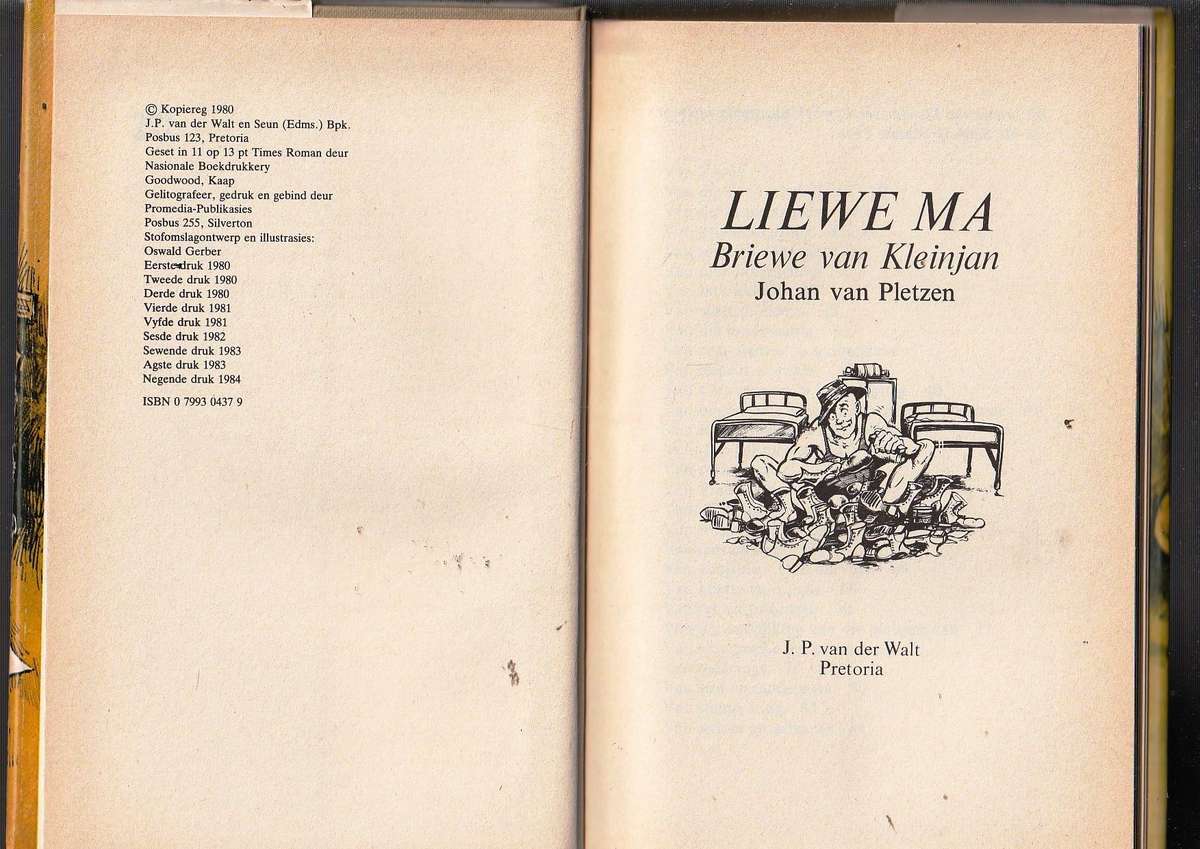 © Kopiereg 1980
J.P. van der Walt en Seun (Edms.) Bpk.
Posbus 123, Pretoria
Geset in 11 op 13 pt Times Roman deur
Nasionale Boekdrukkery
Goodwood, Kaap
Gelitografeer, gedruk en gebind deur
Promedia-Publikasies
Posbus 255, Silverton
Stofomslagontwerp en illustrasies:
Oswald Gerber
Eerste druk 1980
Tweede druk 1980
Derde druk 1980
Vierde druk 1981
Vyfde druk 1981
Sesde druk 1982
Sewende druk 1983
Agste druk 1983
Negende druk 1984
ISBN 0 7993 0437 9
LIEWE MA
Briewe van Kleinjan
Johan van Pletzen
J. P. van der Walt
Pretoria